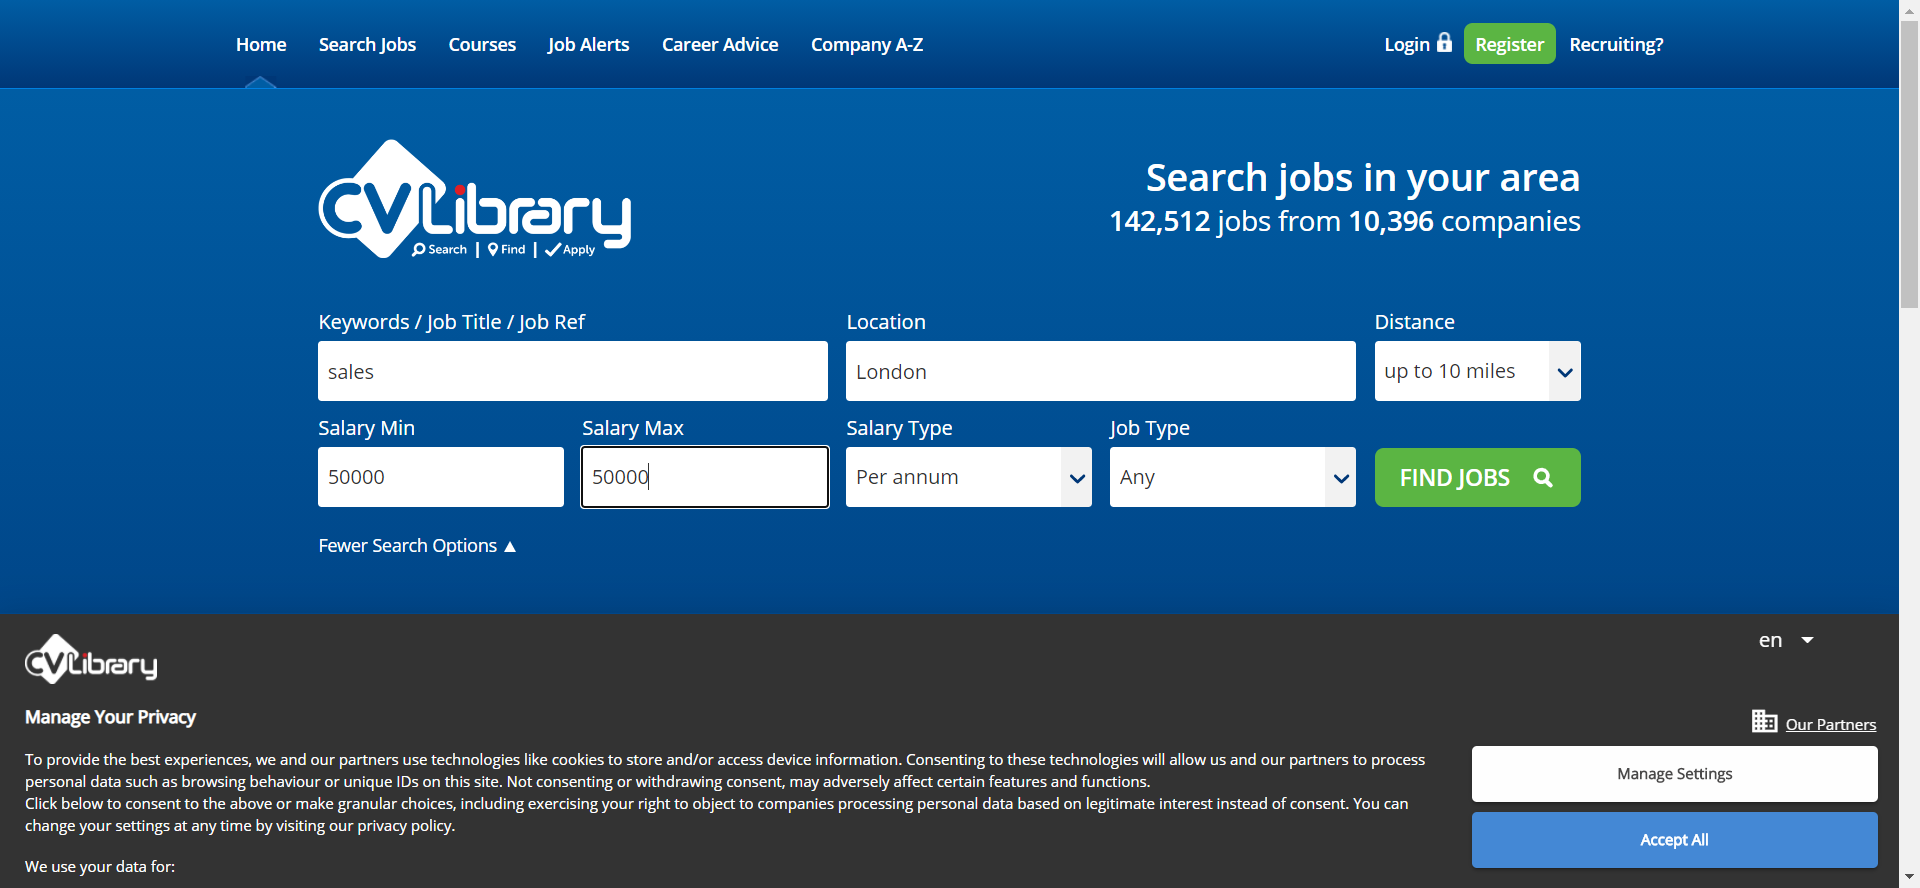 Home Search Jobs Courses Job Alerts Career Advice Company A-Z Login Register Recruiting?
CVLibrary
Search | Find | Apply
Search jobs in your area
142,512 jobs from 10,396 companies
Keywords / Job Title / Job Ref Location Distance
sales London up to 10 miles
Salary Min Salary Max Salary Type Job Type
50000 50000 Per annum Any FIND JOBS
Fewer Search Options
en
CVLibrary
Manage Your Privacy
Our Partners
To provide the best experiences, we and our partners use technologies like cookies to store and/or access device information. Consenting to these technologies will allow us and our partners to process
personal data such as browsing behaviour or unique IDs on this site. Not consenting or withdrawing consent, may adversely affect certain features and functions.
Click below to consent to the above or make granular choices, including exercising your right to object to companies processing personal data based on legitimate interest instead of consent. You can
change your settings at any time by visiting our privacy policy.
We use your data for:
Manage Settings
Accept All